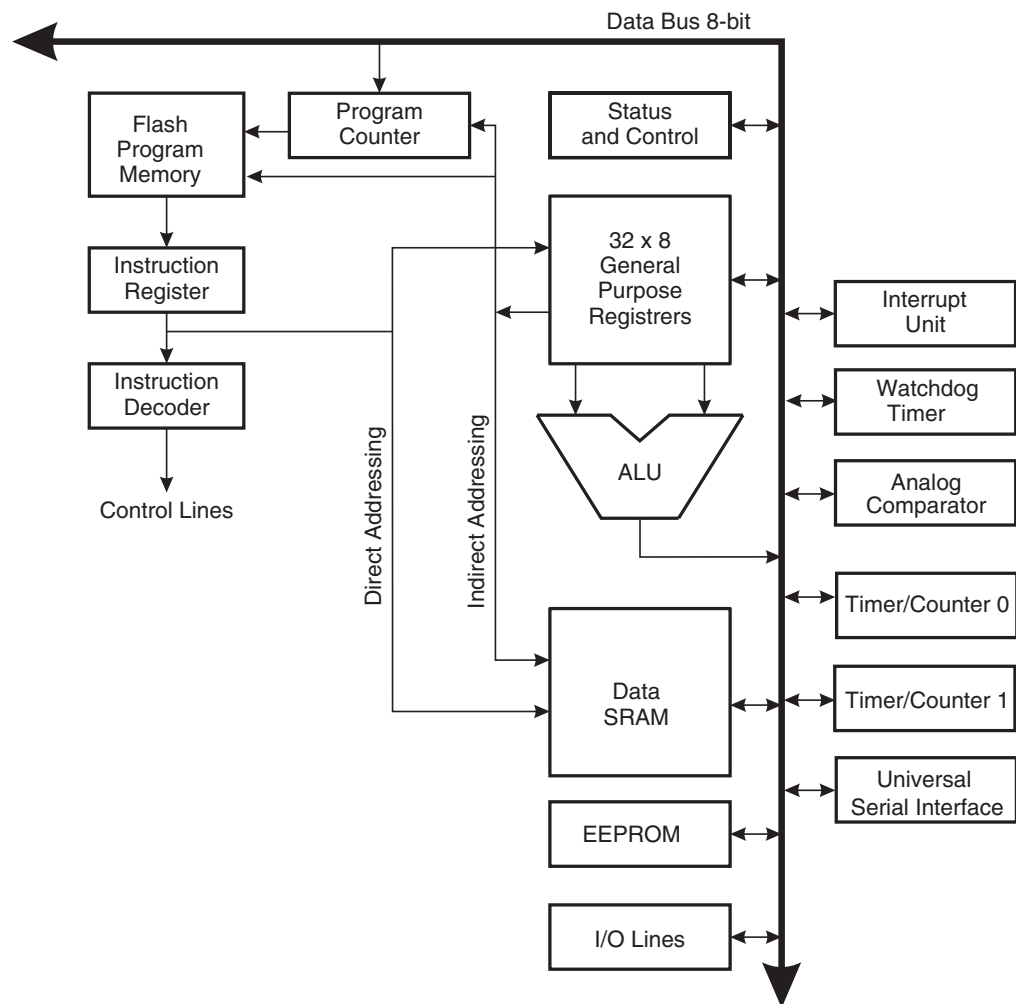 Data Bus 8-bit
Flash
Program
Memory
Program
Counter
Status
and Control
32 x 8
General
Purpose
Registrers
Instruction
Register
Instruction
Decoder
Control Lines
Direct Addressing
Indirect Addressing
ALU
Interrupt
Unit
Watchdog
Timer
Analog
Comparator
Timer/Counter 0
Data
SRAM
Timer/Counter 1
Universal
Serial Interface
EEPROM
I/O Lines